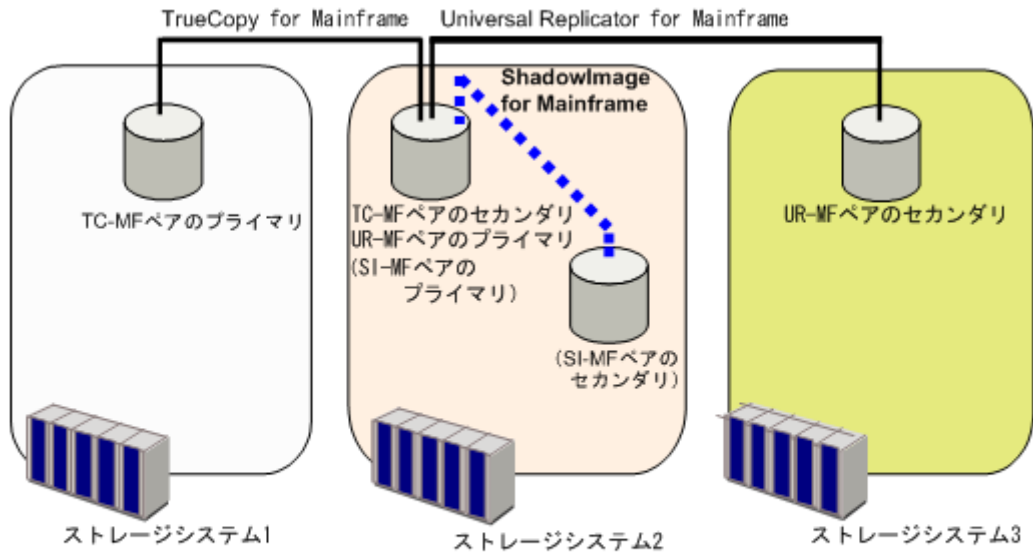 TrueCopy for Mainframe
Universal Replicator for Mainframe
ShadowImage
for Mainframe
TC-MFペアのプライマリ
TC-MFペアのセカンダリ
UR-MFペアのプライマリ
(SI-MFペアの
プライマリ)
(SI-MFペアの
セカンダリ)
UR-MFペアのセカンダリ
ストレージシステム1
ストレージシステム2
ストレージシステム3